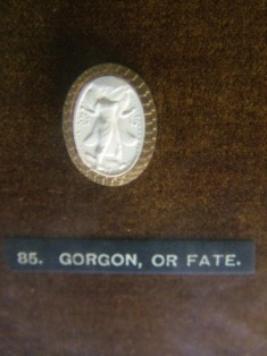 85. GORGON, OR FATE.